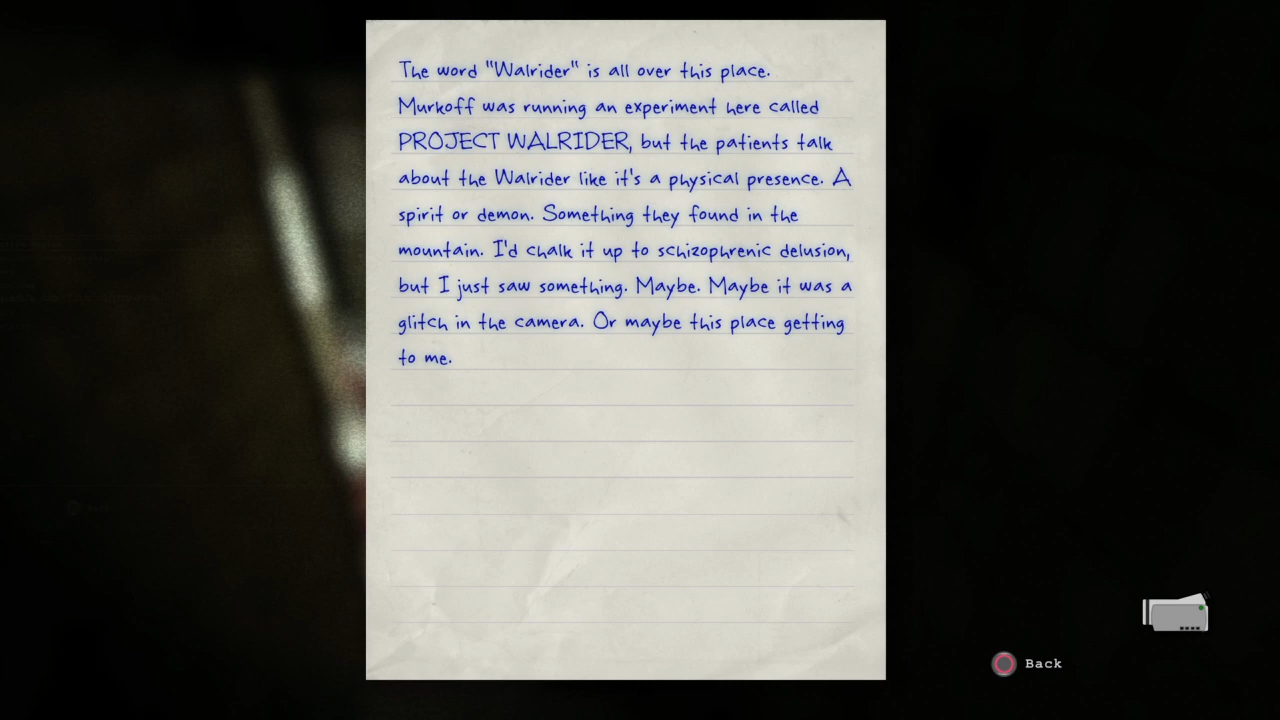 The word "Walrider" is all over this place.
Murkoff was running an experiment here called
PROJECT WALRIDER, but the patients talk
about the Walrider like it's a physical presence. A
spirit or demon. Something they found in the
mountain. I'd chalk it up to schizophrenic delusion,
but I just saw something. Maybe. Maybe it was a
glitch in the camera. Or maybe this place getting
to me.
Back